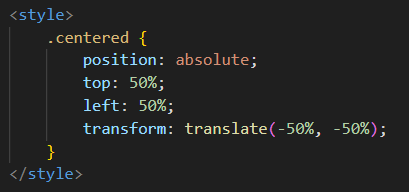 <style>
    .centered {
        position: absolute;
        top: 50%;
        left: 50%;
        transform: translate(-50%, -50%);
    }
</style>